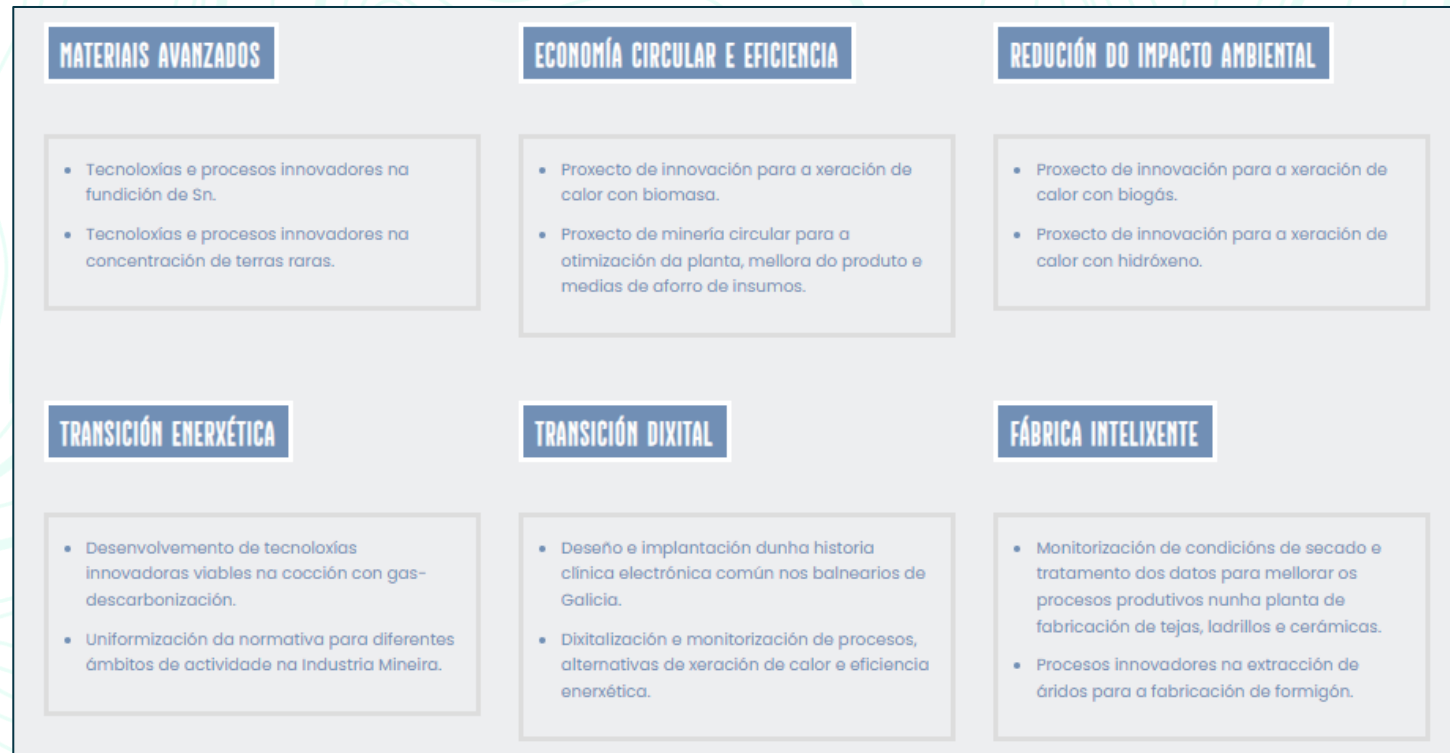 MATERIAIS AVANZADOS
Tecnoloxías e procesos innovadores na
fundición de Sn.
Tecnoloxías e procesos innovadores na
concentración de terras raras.
ECONOMÍA CIRCULAR E EFICIENCIA
Proxecto de innovación para a xeración de
calor con biomasa.
Proxecto de minería circular para a
otimización da planta, mellora do produto e
medias de aforro de insumos.
REDUCIÓN DO IMPACTO AMBIENTAL
Proxecto de innovación para a xeración de
calor con biogás.
Proxecto de innovación para a xeración de
calor con hidróxeno.
TRANSICIÓN ENERXÉTICA
Desenvolvemento de tecnoloxías
innovadoras viables na cocción con gas-
descarbonización.
Uniformización da normativa para diferentes
ámbitos de actividade na Industria Mineira.
TRANSICIÓN DIXITAL
Deseño e implantación dunha historia
clínica electrónica común nos balnearios de
Galicia.
Dixitalización e monitorización de procesos,
alternativas de xeración de calor e eficiencia
enerxética.
FÁBRICA INTELIXENTE
Monitorización de condicións de secado e
tratamento dos datos para mellorar os
procesos produtivos nunha planta de
fabricación de tejas, ladrillos e cerámicas.
Procesos innovadores na extracción de
áridos para a fabricación de formigón.